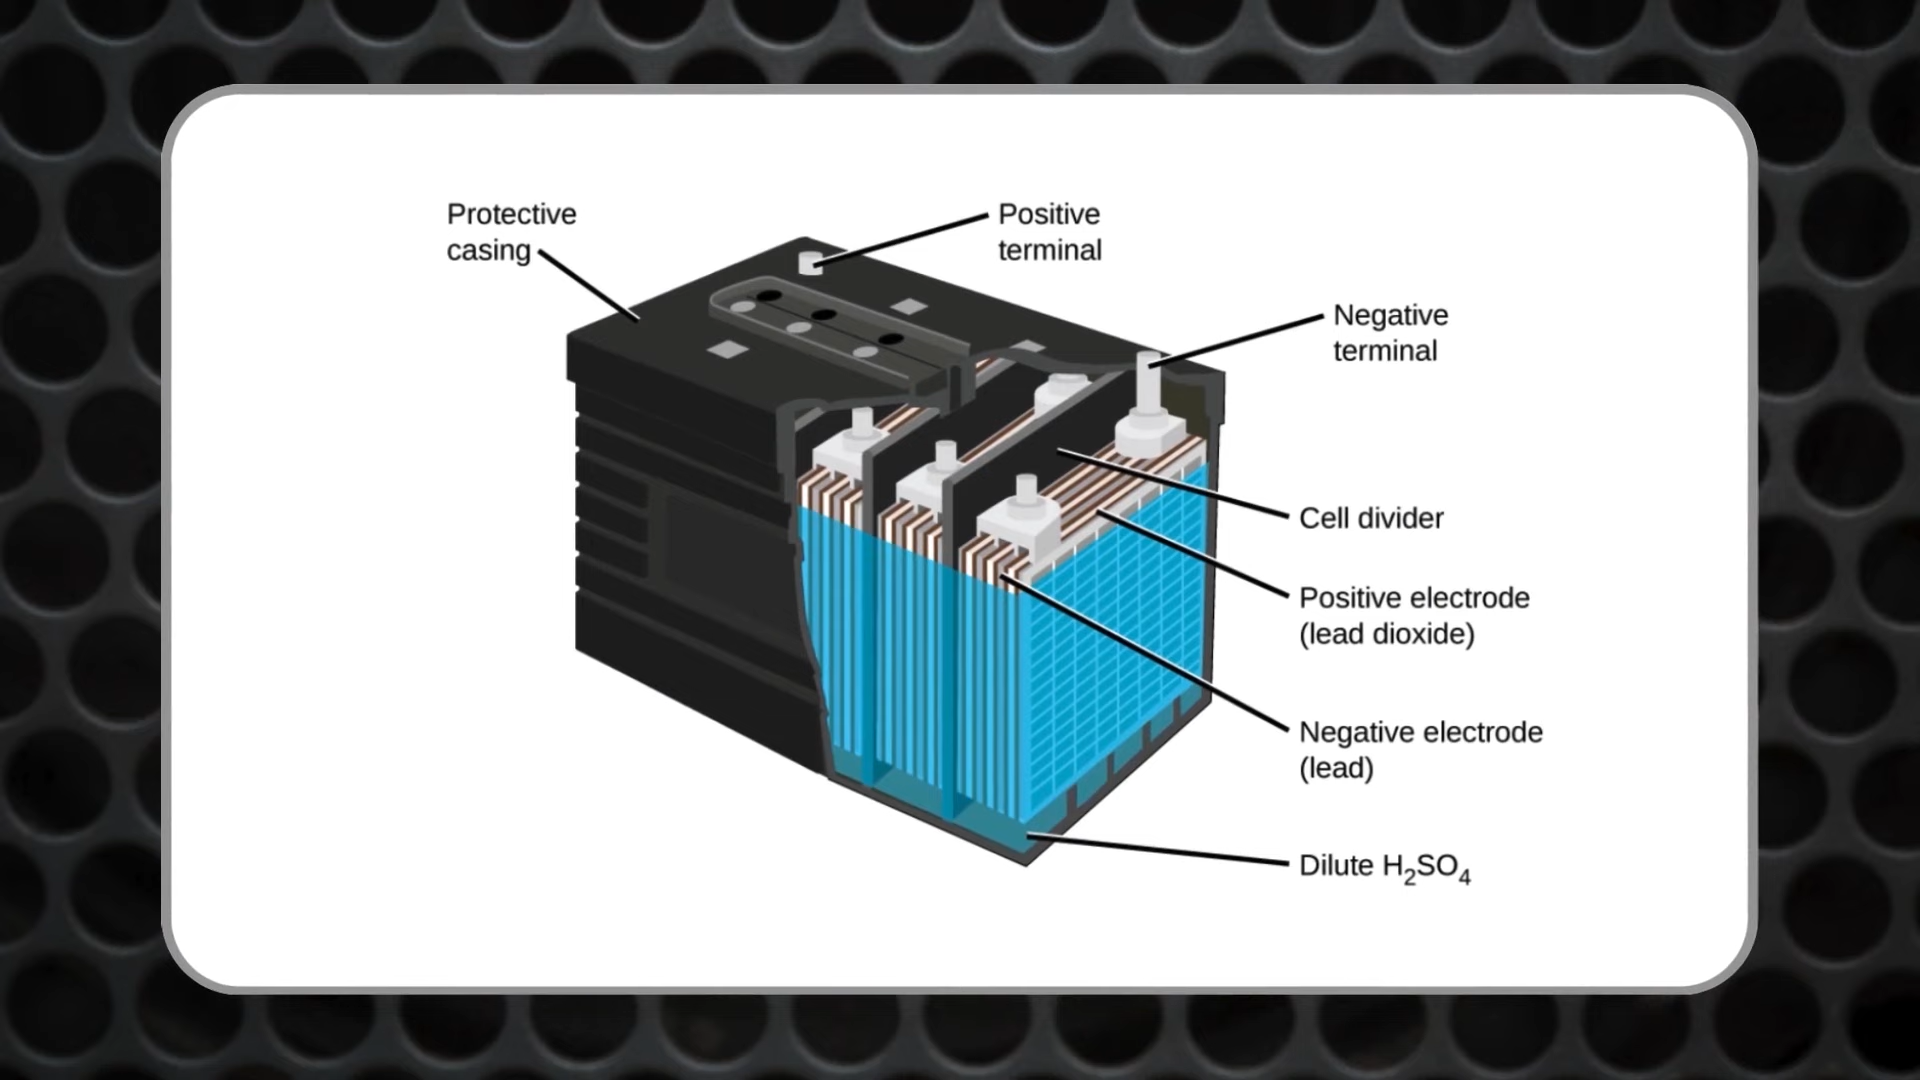 Protective
casing
Positive
terminal
Negative
terminal
Cell divider
Positive electrode
(lead dioxide)
Negative electrode
(lead)
Dilute H₂SO₄